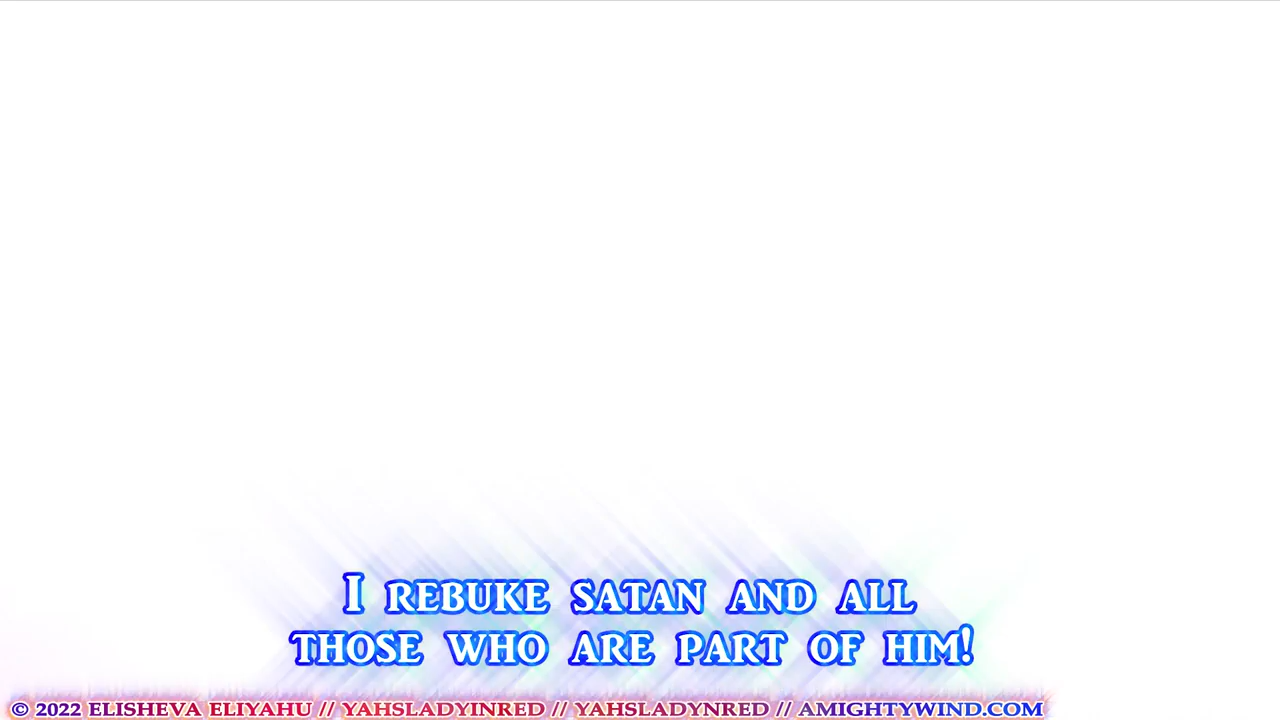 I REBUKE SATAN AND ALL
THOSE WHO ARE PART OF HIM!
© 2022 ELISHEVA ELIYAHU // YAHSLADYINRED // YAHSLADYNRED // AMIGHTYWIND.COM